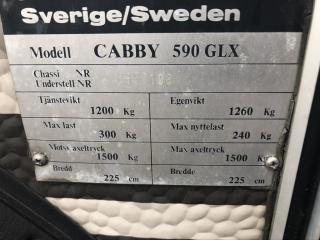 Sverige/Sweden
Modell CABBY 590 GLX
Chassi NR
Understell NR
Tjänstevikt Egenvikt
1200 Kg 1260 Kg
Max last Max nyttelast
300 Kg 240 Kg
Motsv axeltryck Max axeltryck
1500 Kg 1500 Kg
Bredd Bredde
225 cm 225 cm